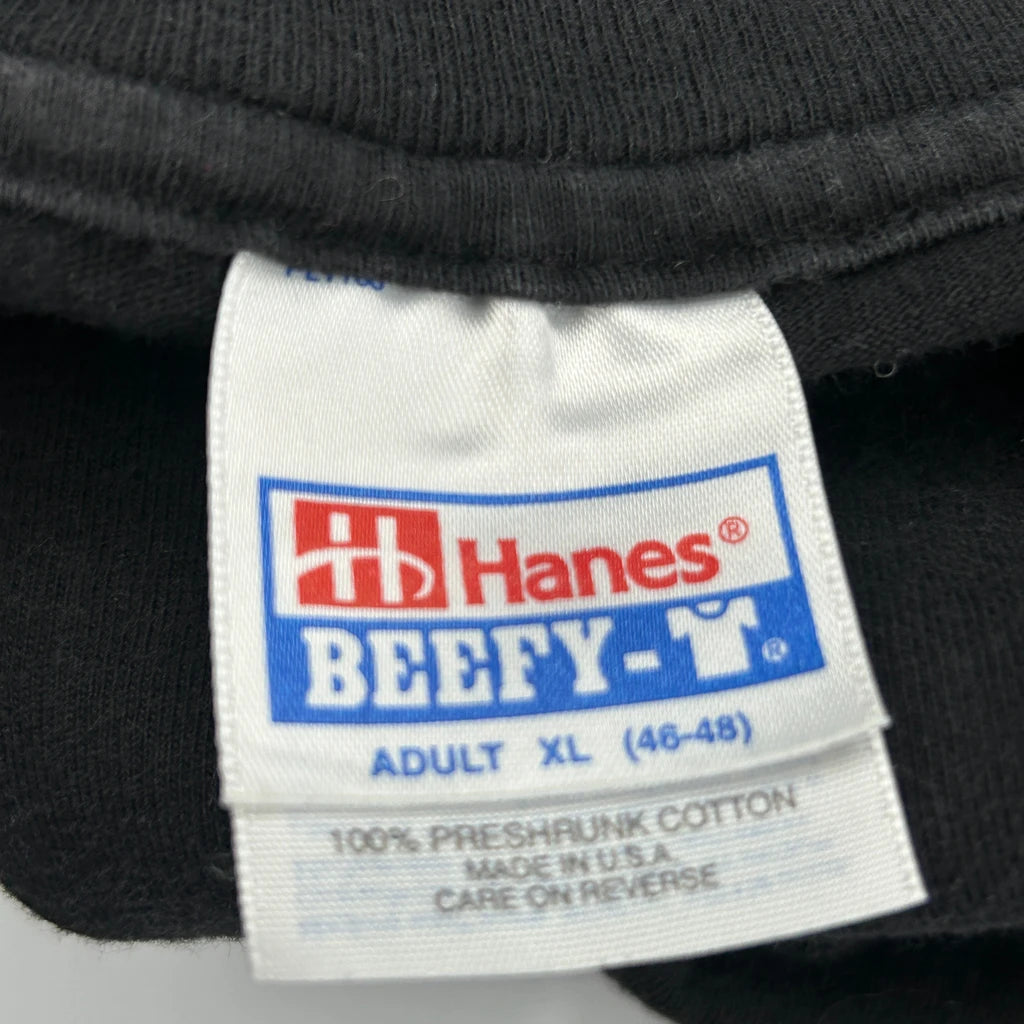 Hanes®
BEEFY-T®
ADULT XL (46-48)
100% PRESHRUNK COTTON
MADE IN U.S.A.
CARE ON REVERSE